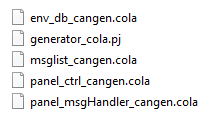 env_db_cangen.cola
generator_cola.pj
msglist_cangen.cola
panel_ctrl_cangen.cola
panel_msgHandler_cangen.cola